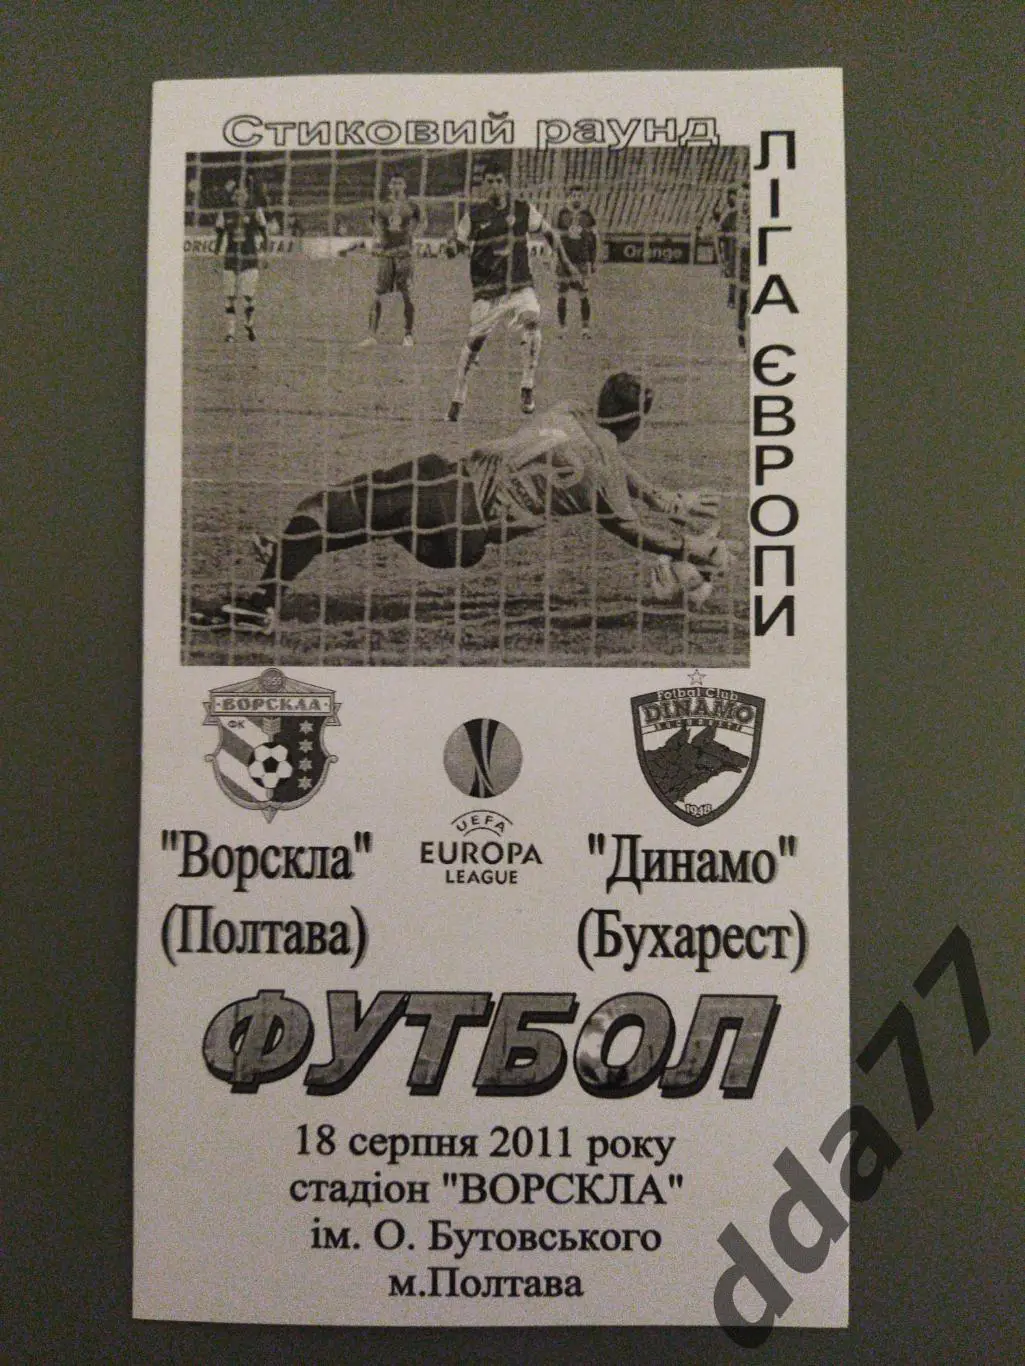 Стиковий раунд
ЛІГА ЄВРОПИ
Orange
ВОРСКЛА
ФК
Fotbal Club
DINAMO
1948
UEFA
EUROPA
LEAGUE
"Ворскла"
(Полтава)
"Динамо"
(Бухарест)
ФУТБОЛ
18 серпня 2011 року
стадіон "ВОРСКЛА"
ім. О. Бутовського
м.Полтава
dda77